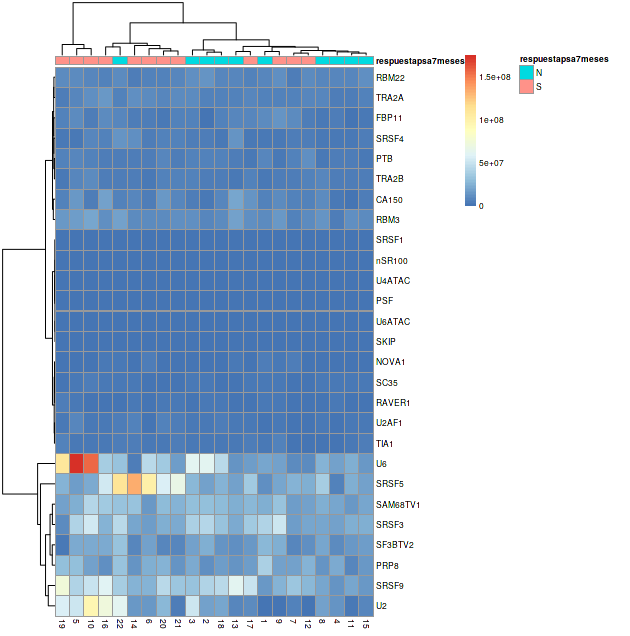 respuestapsa7meses
respuestapsa7meses
N
S
1.5e+08
1e+08
5e+07
0
RBM22
TRA2A
FBP11
SRSF4
PTB
TRA2B
CA150
RBM3
SRSF1
nSR100
U4ATAC
PSF
U6ATAC
SKIP
NOVA1
SC35
RAVER1
U2AF1
TIA1
U6
SRSF5
SAM68TV1
SRSF3
SF3BTV2
PRP8
SRSF9
U2
19 5 10 16 22 14 6 20 21 3 2 18 13 17 1 9 7 12 8 4 11 15